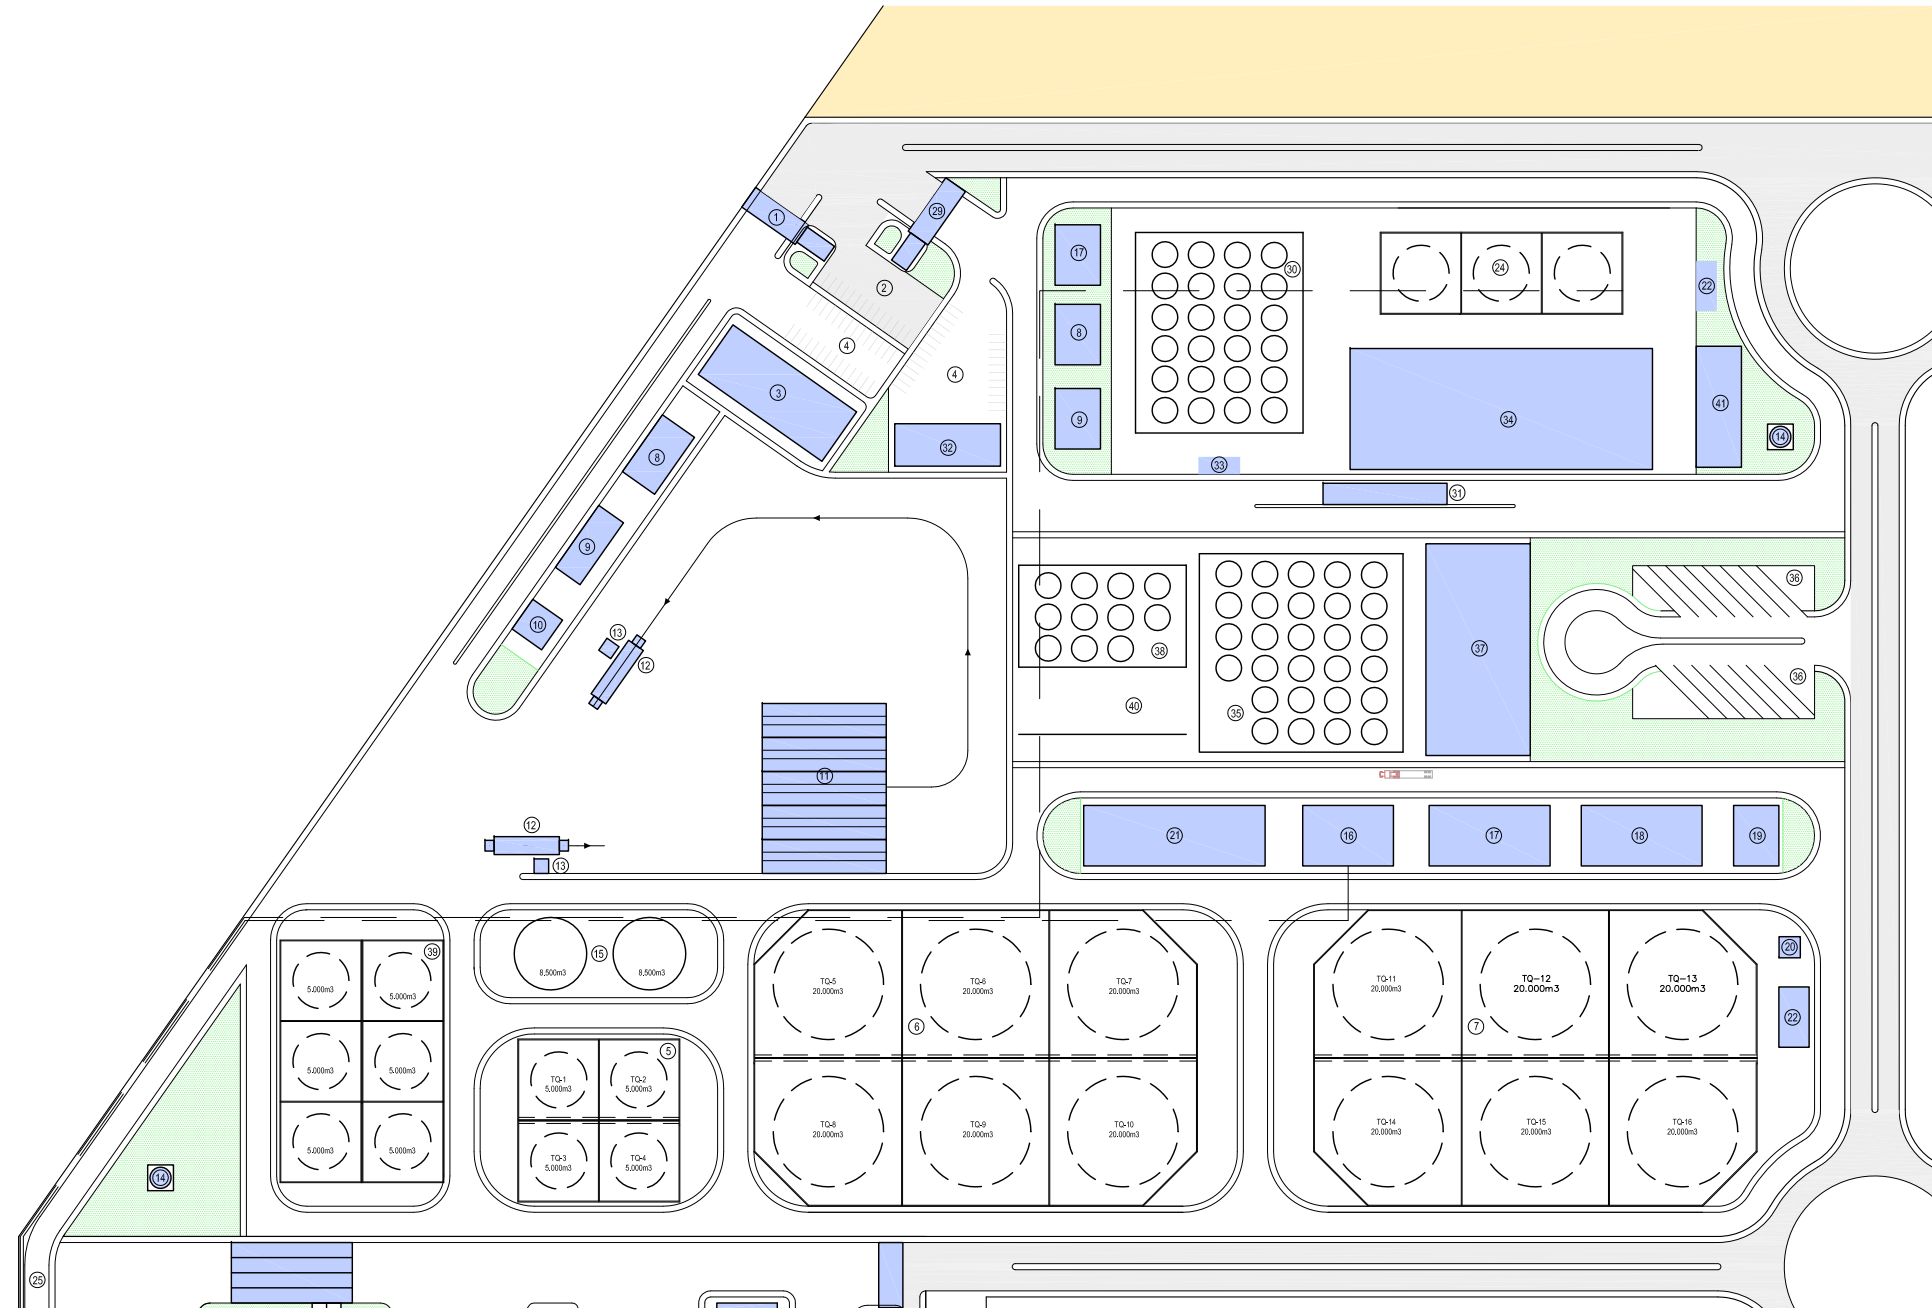 1
29
2
4
4
3
32
17
8
9
30
24
22
34
41
14
33
31
8
9
10
13
12
11
12
13
38
40
35
37
36
36
21
16
17
18
19
39
5.000m3
5.000m3
5.000m3
5.000m3
5.000m3
5.000m3
8,500m3
15
8,500m3
5
TQ-1
5,000m3
TQ-2
5.000m3
TQ-3
5.000m3
TQ-4
5.000m3
TQ-5
20.000m3
TQ-6
20.000m3
TQ-7
20.000m3
6
TQ-8
20.000m3
TQ-9
20.000m3
TQ-10
20.000m3
TQ-11
20,000m3
TQ-12
20.000m3
TQ-13
20.000m3
7
TQ-14
20,000m3
TQ-15
20.000m3
TQ-16
20.000m3
20
22
14
25